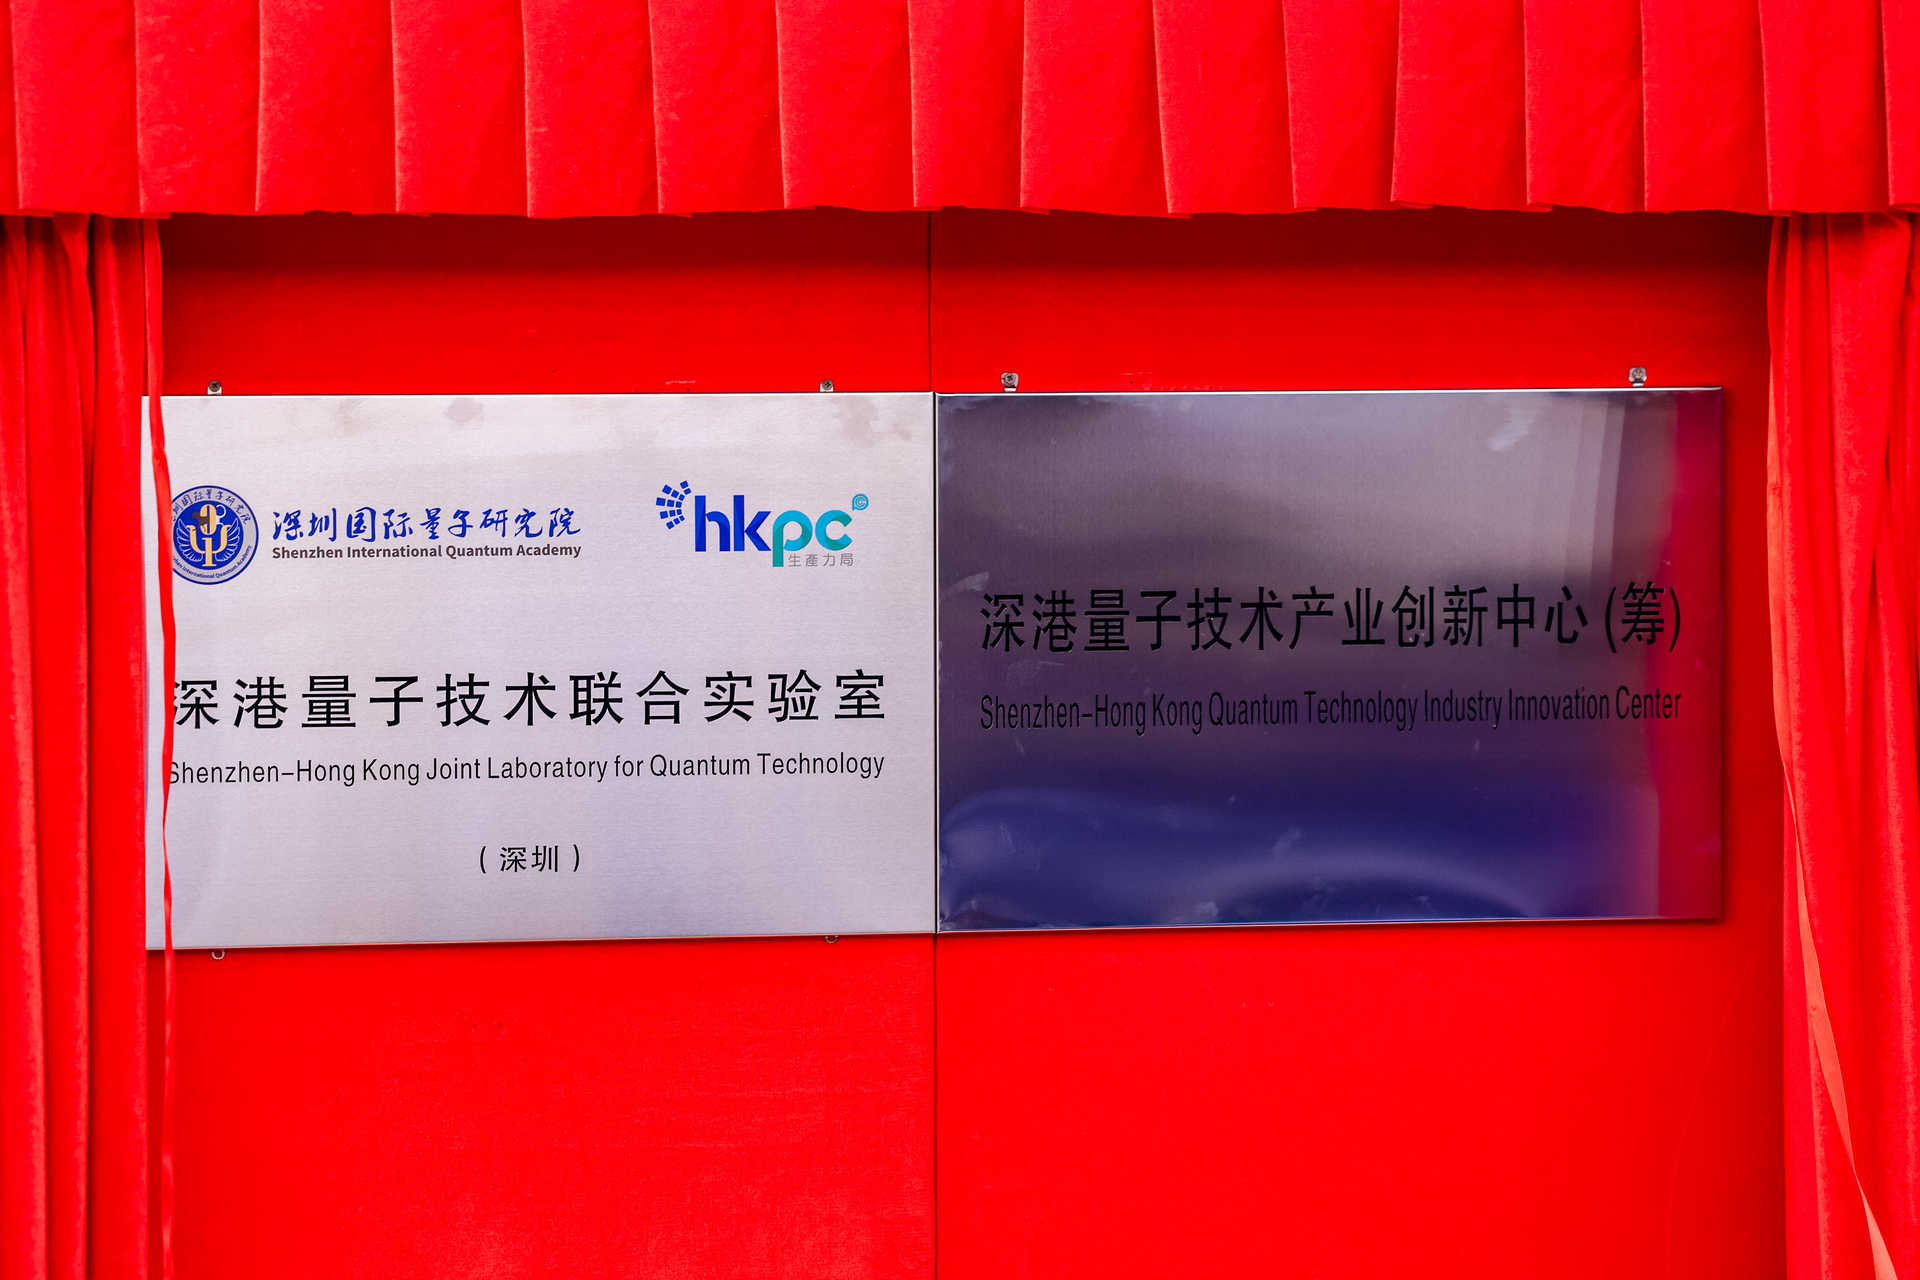 深圳国际量子研究院
Shenzhen International Quantum Academy
hkpc
生產力局
深港量子技术联合实验室
Shenzhen-Hong Kong Joint Laboratory for Quantum Technology
(深圳)
深港量子技术产业创新中心(筹)
Shenzhen-Hong Kong Quantum Technology Industry Innovation Center